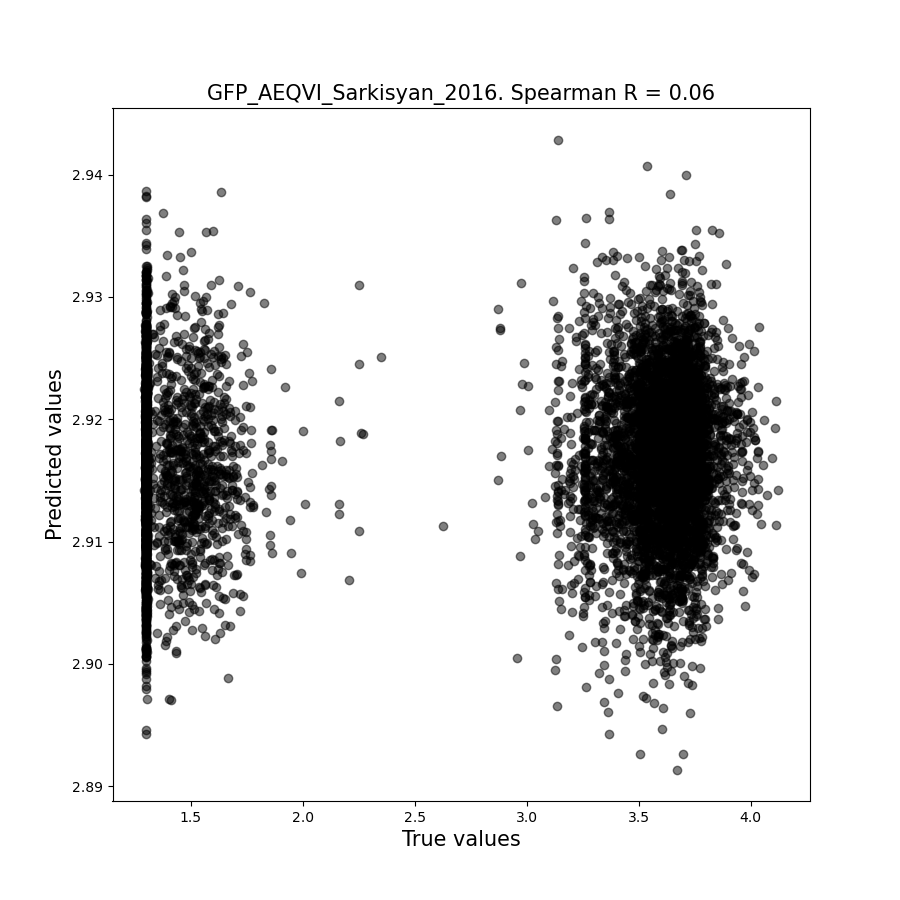 GFP_AEQVI_Sarkisyan_2016. Spearman R = 0.06
Predicted values
2.94
2.93
2.92
2.91
2.90
2.89
1.5 2.0 2.5 3.0 3.5 4.0
True values